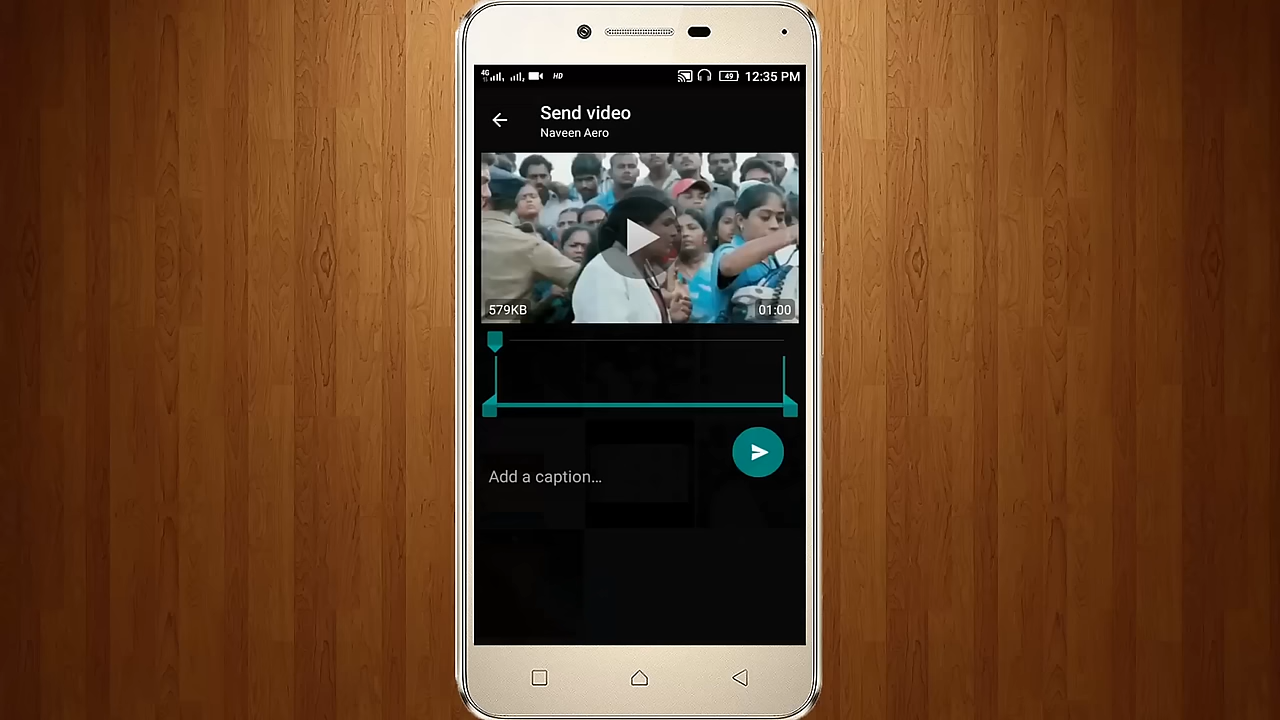 4G HD 49 12:35 PM
Send video
Naveen Aero
579KB 01:00
Add a caption...